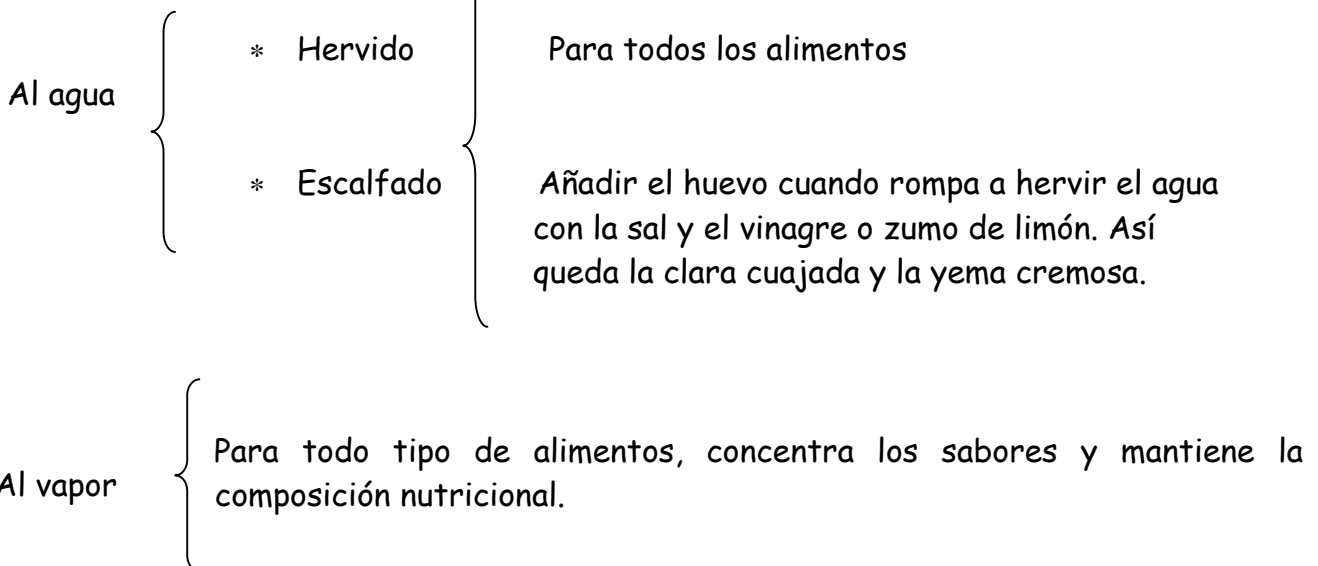 * Hervido Para todos los alimentos
Al agua
* Escalfado Añadir el huevo cuando rompa a hervir el agua
con la sal y el vinagre o zumo de limón. Así
queda la clara cuajada y la yema cremosa.
Para todo tipo de alimentos, concentra los sabores y mantiene la
Al vapor composición nutricional.